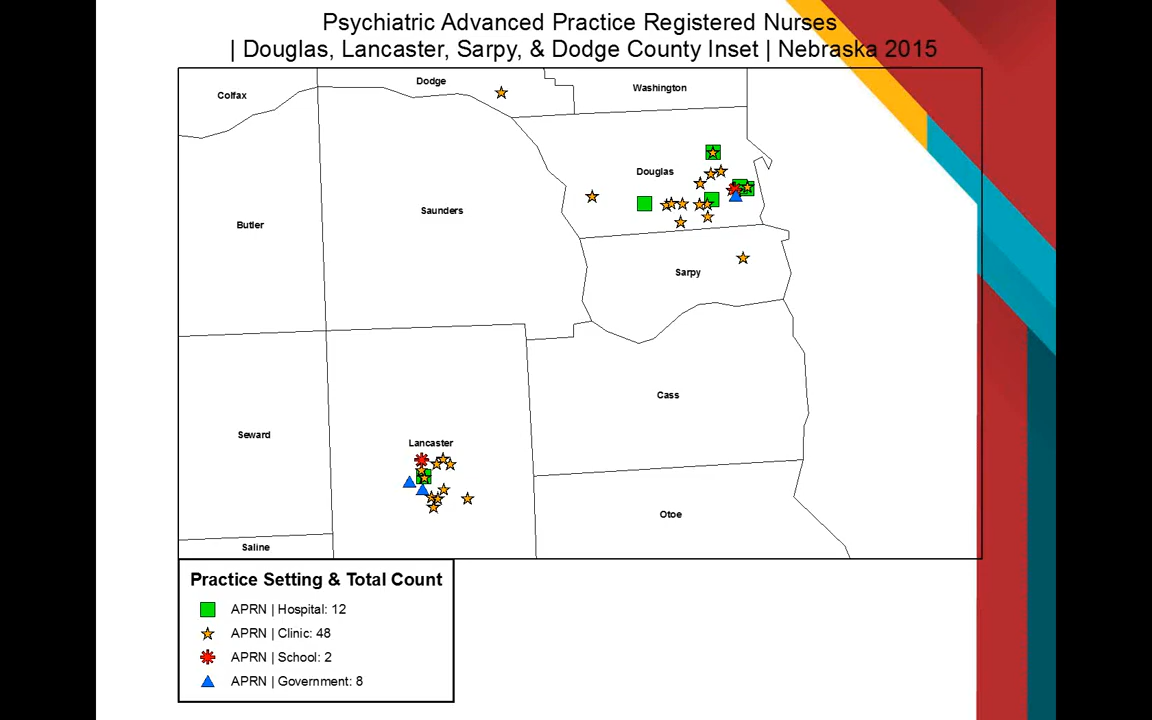 Psychiatric Advanced Practice Registered Nurses
| Douglas, Lancaster, Sarpy, & Dodge County Inset | Nebraska 2015
Dodge
Washington
Colfax
Douglas
Saunders
Butler
Sarpy
Cass
Seward
Lancaster
Otoe
Saline
Practice Setting & Total Count
APRN | Hospital: 12
APRN | Clinic: 48
APRN | School: 2
APRN | Government: 8